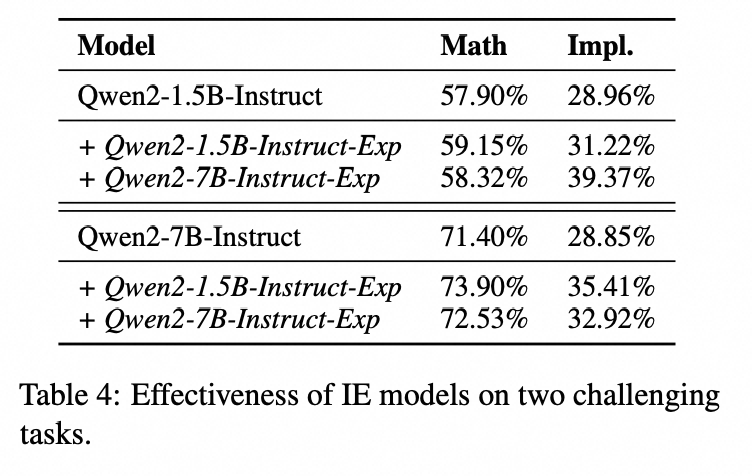 Model Math Impl.
Qwen2-1.5B-Instruct 57.90% 28.96%
+ Qwen2-1.5B-Instruct-Exp 59.15% 31.22%
+ Qwen2-7B-Instruct-Exp 58.32% 39.37%
Qwen2-7B-Instruct 71.40% 28.85%
+ Qwen2-1.5B-Instruct-Exp 73.90% 35.41%
+ Qwen2-7B-Instruct-Exp 72.53% 32.92%
Table 4: Effectiveness of IE models on two challenging
tasks.